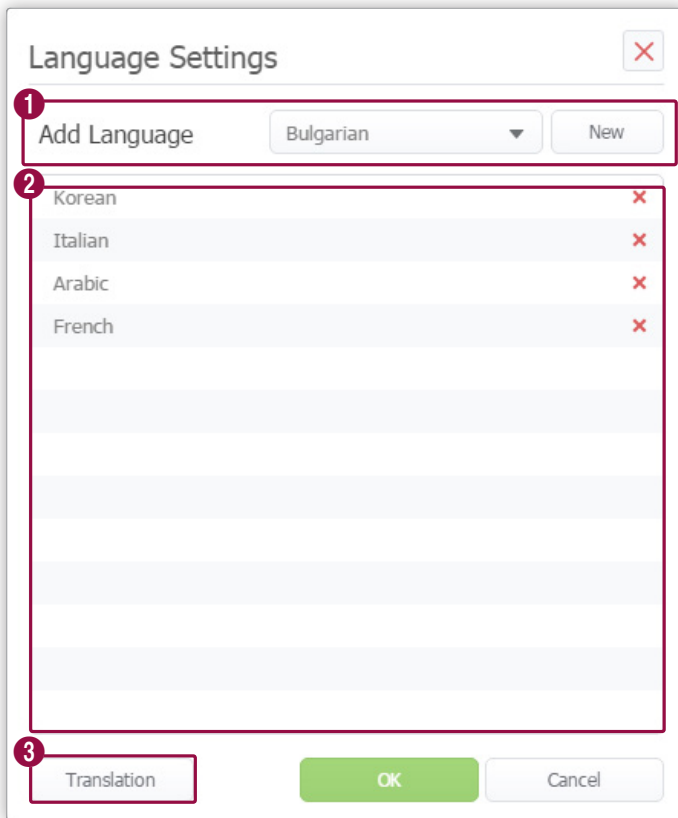 Language Settings
1
Add Language Bulgarian New
2
Korean
Italian
Arabic
French
3
Translation OK Cancel